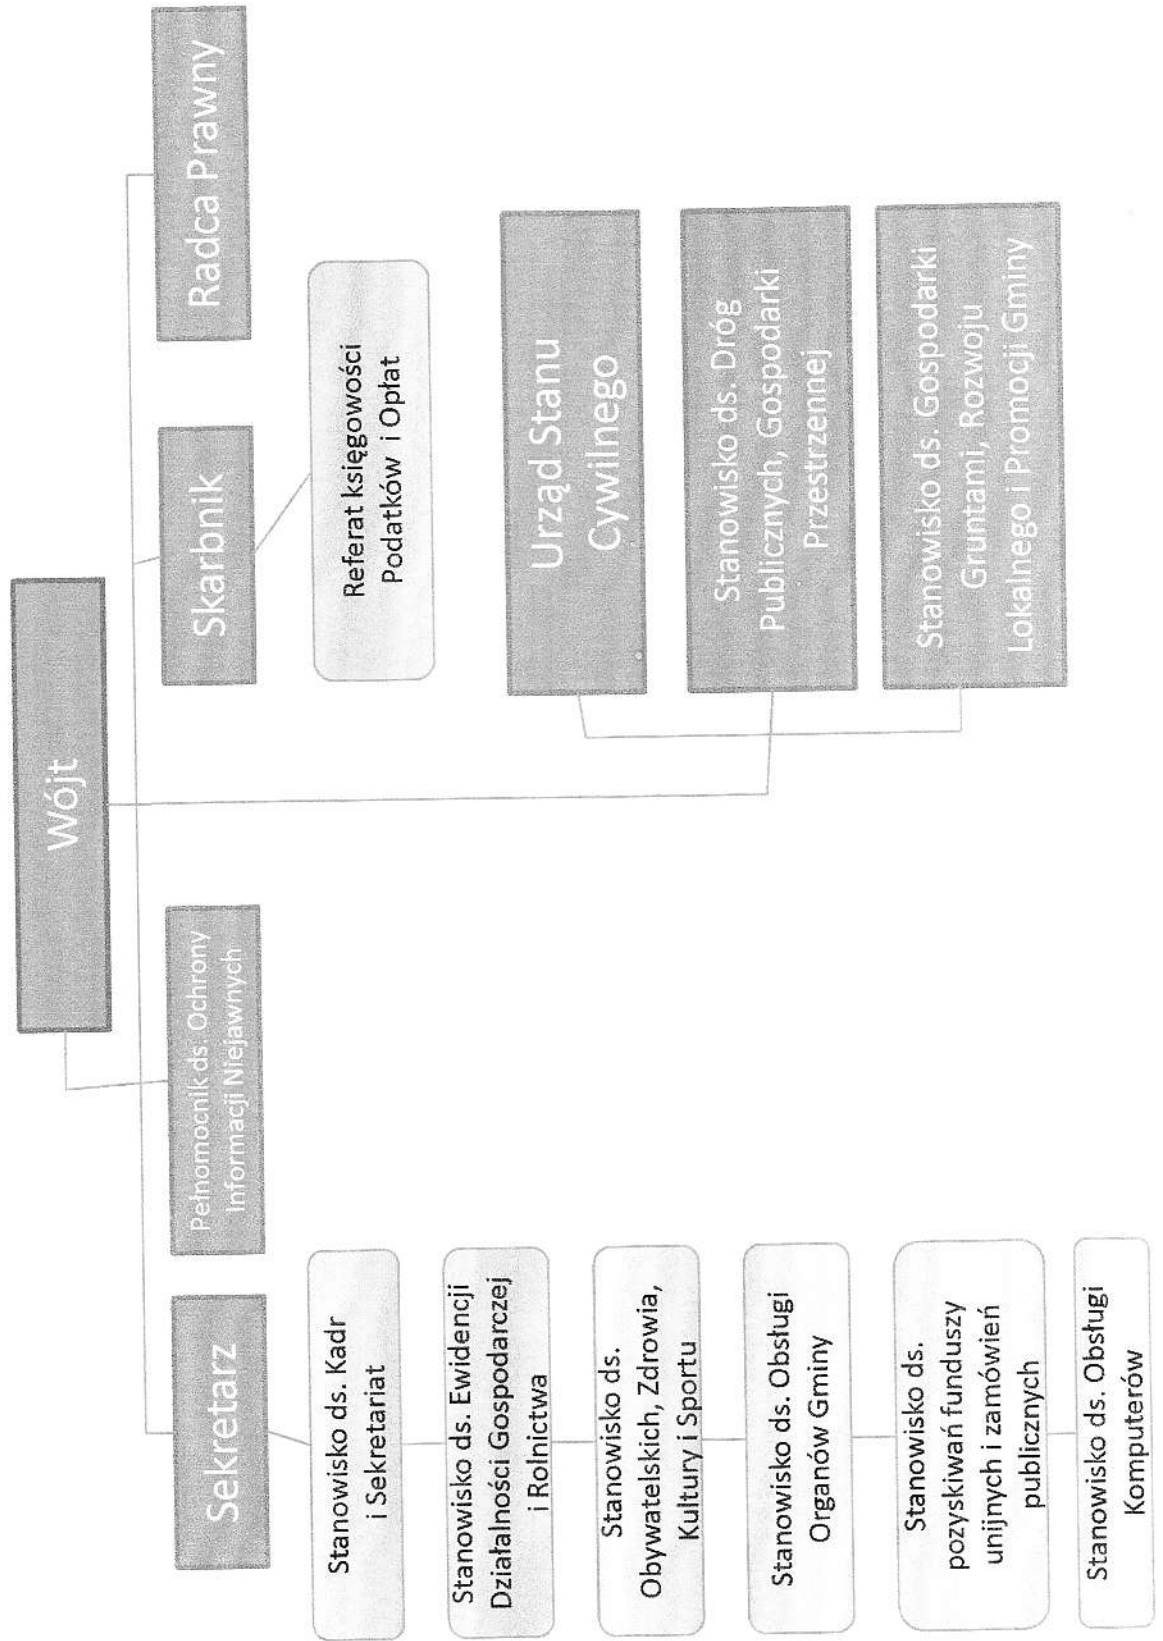 Wójt
Sekretarz
Pełnomocnik ds. Ochrony
Informacji Niejawnych
Skarbnik
Radca Prawny
Stanowisko ds. Kadr
i Sekretariat
Stanowisko ds. Ewidencji
Działalności Gospodarczej
i Rolnictwa
Stanowisko ds.
Obywatelskich, Zdrowia,
Kultury i Sportu
Stanowisko ds. Obsługi
Organów Gminy
Stanowisko ds.
pozyskiwań funduszy
unijnych i zamówień
publicznych
Stanowisko ds. Obsługi
Komputerów
Referat księgowości
Podatków i Opłat
Urząd Stanu
Cywilnego
Stanowisko ds. Dróg
Publicznych, Gospodarki
Przestrzennej
Stanowisko ds. Gospodarki
Gruntami, Rozwoju
Lokalnego i Promocji Gminy